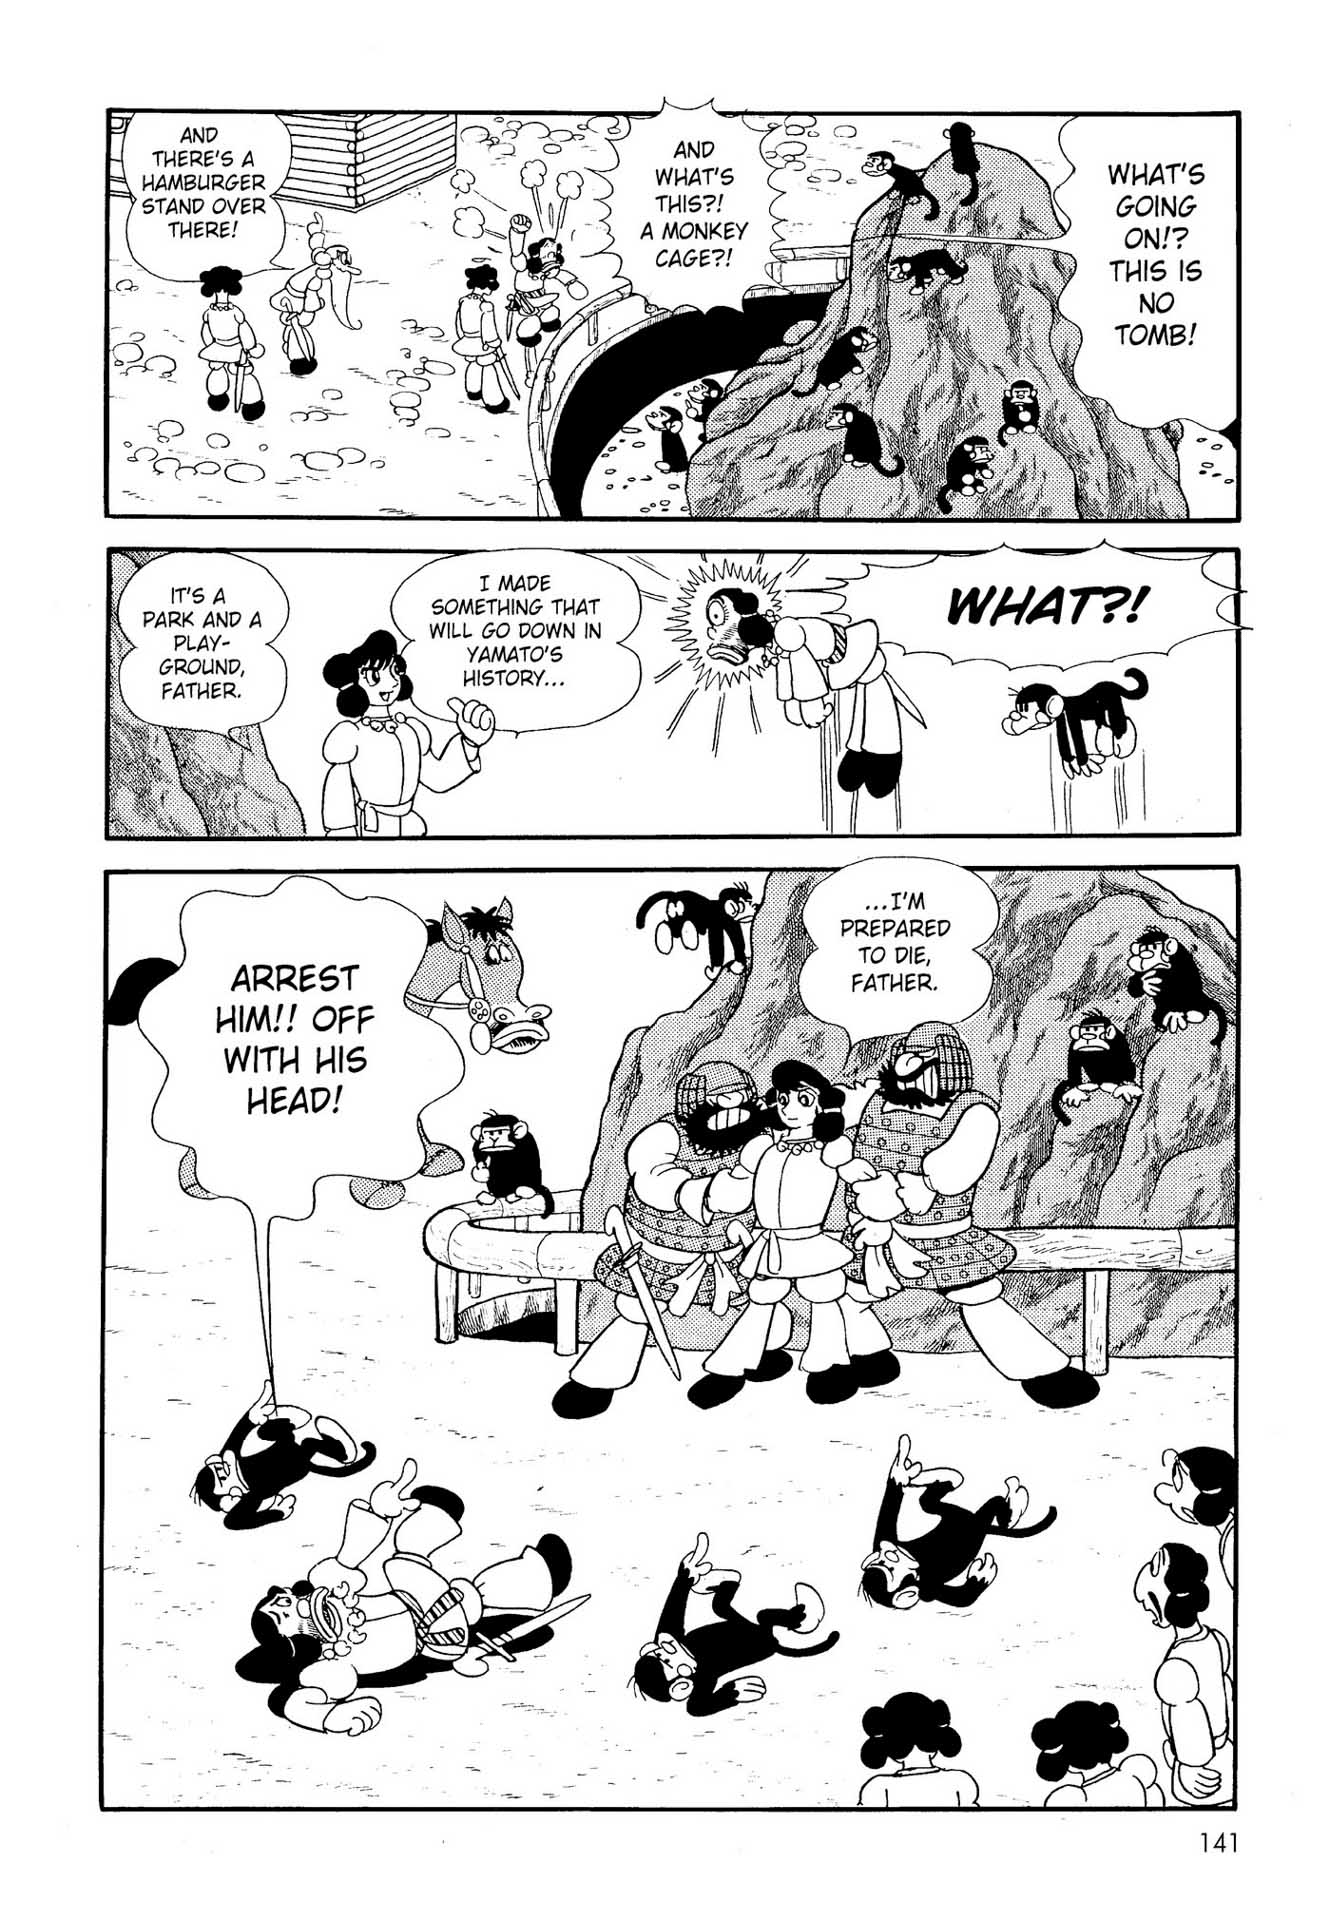 WHAT'S
GOING
ON!?
THIS IS
NO
TOMB!
AND
WHAT'S
THIS?!
A MONKEY
CAGE?!
AND
THERE'S A
HAMBURGER
STAND OVER
THERE!
WHAT?!
I MADE
SOMETHING THAT
WILL GO DOWN IN
YAMATO'S
HISTORY...
IT'S A
PARK AND A
PLAY-
GROUND,
FATHER.
...I'M
PREPARED
TO DIE,
FATHER.
ARREST
HIM!! OFF
WITH HIS
HEAD!
141